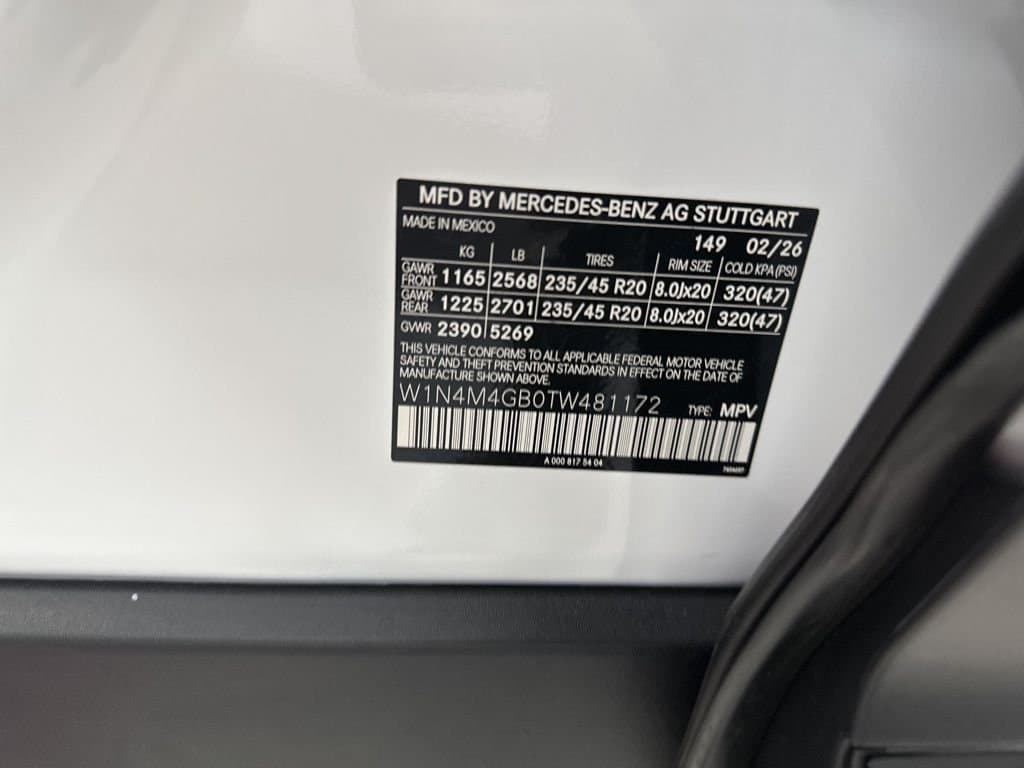 MFD BY MERCEDES-BENZ AG STUTTGART
MADE IN MEXICO 149 02/26
KG LB TIRES RIM SIZE COLD KPA(PSI)
GAWR FRONT 1165 2568 235/45 R20 8.0Jx20 320(47)
GAWR REAR 1225 2701 235/45 R20 8.0Jx20 320(47)
GVWR 2390 5269
THIS VEHICLE CONFORMS TO ALL APPLICABLE FEDERAL MOTOR VEHICLE
SAFETY AND THEFT PREVENTION STANDARDS IN EFFECT ON THE DATE OF
MANUFACTURE SHOWN ABOVE.
W1N4M4GB0TW481172 TYPE: MPV
A 000 817 54 04